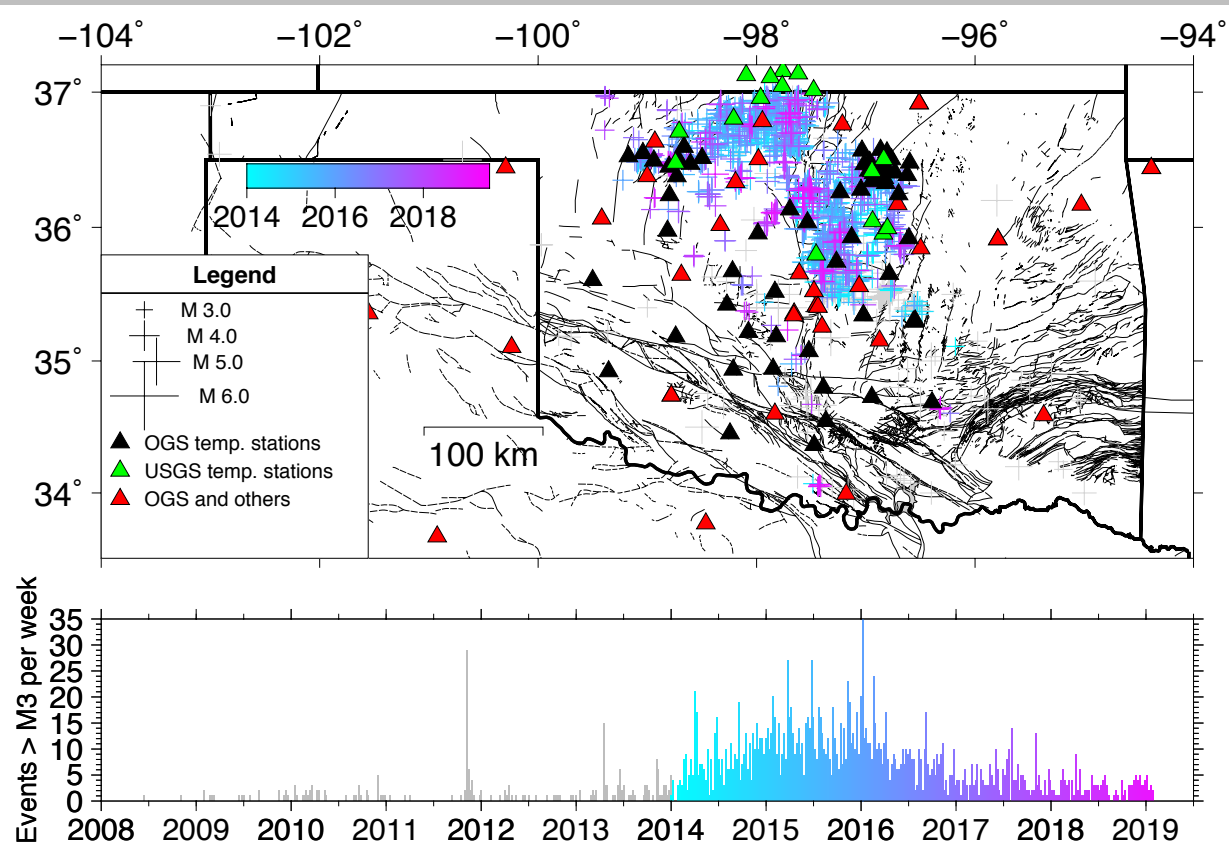 −104˚ −102˚ −100˚ −98˚ −96˚ −94˚
37˚
36˚
35˚
34˚
2014 2016 2018
Legend
M 3.0
M 4.0
M 5.0
M 6.0
OGS temp. stations
USGS temp. stations
OGS and others
100 km
Events > M3 per week
35
30
25
20
15
10
5
0
2008 2009 2010 2011 2012 2013 2014 2015 2016 2017 2018 2019